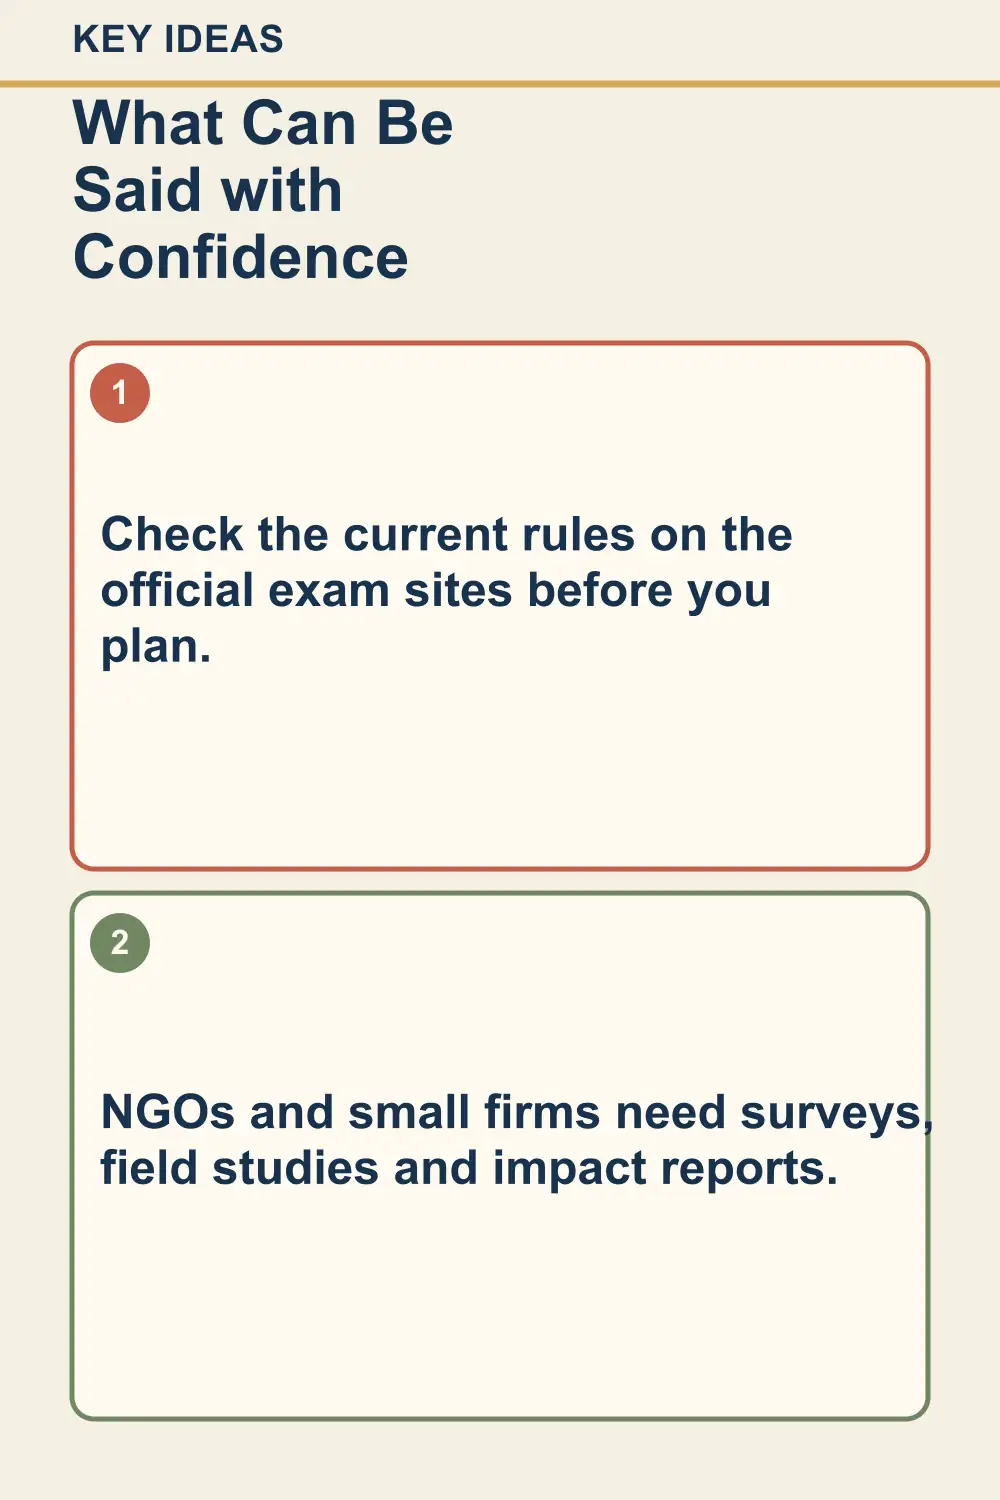 KEY IDEAS
What Can Be
Said with
Confidence
1
Check the current rules on the
official exam sites before you
plan.
2
NGOs and small firms need surveys,
field studies and impact reports.